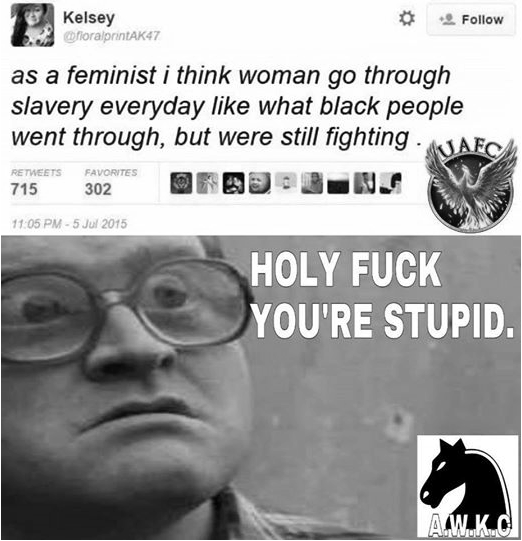 Kelsey
@floralprintAK47
Follow
as a feminist i think woman go through
slavery everyday like what black people
went through, but were still fighting .
UAFC
RETWEETS FAVORITES
715 302
11:05 PM - 5 Jul 2015
HOLY FUCK
YOU'RE STUPID.
A.W.K.C